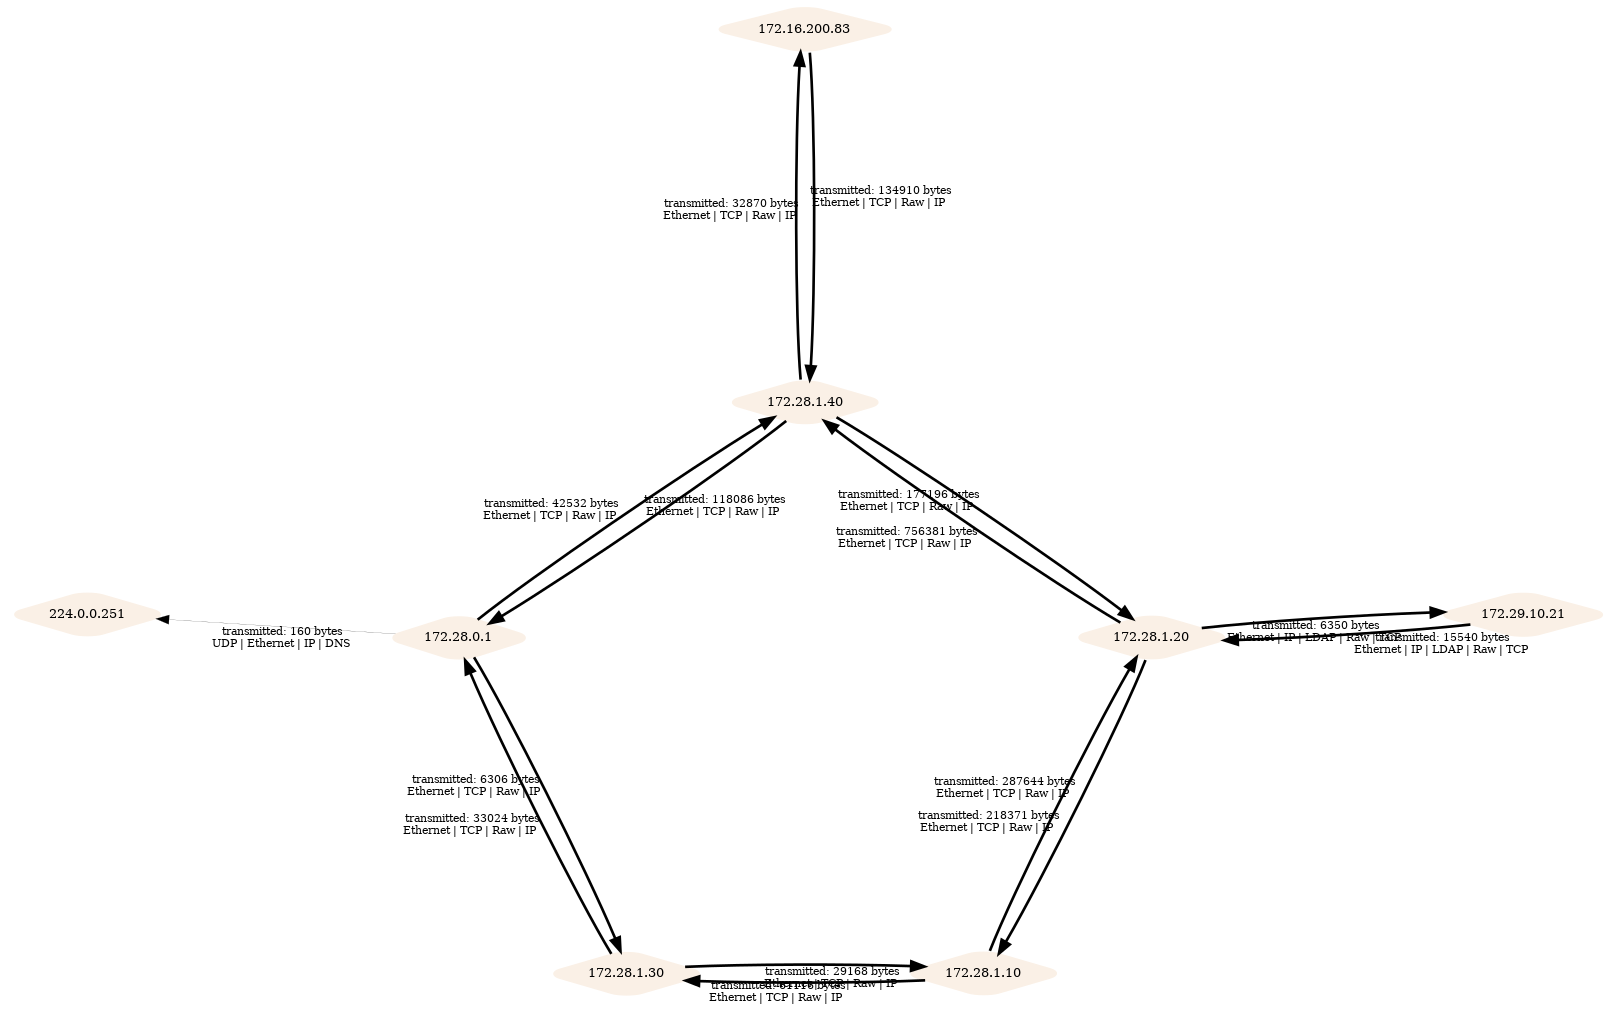 172.16.200.83
transmitted: 32870 bytes
Ethernet | TCP | Raw | IP
transmitted: 134910 bytes
Ethernet | TCP | Raw | IP
172.28.1.40
transmitted: 42532 bytes
Ethernet | TCP | Raw | IP
transmitted: 118086 bytes
Ethernet | TCP | Raw | IP
transmitted: 177196 bytes
Ethernet | TCP | Raw | IP
transmitted: 756381 bytes
Ethernet | TCP | Raw | IP
224.0.0.251
transmitted: 160 bytes
UDP | Ethernet | IP | DNS
172.28.0.1
172.28.1.20
transmitted: 6350 bytes
Ethernet | IP | LDAP | Raw | TCP
172.29.10.21
transmitted: 15540 bytes
Ethernet | IP | LDAP | Raw | TCP
transmitted: 6306 bytes
Ethernet | TCP | Raw | IP
transmitted: 33024 bytes
Ethernet | TCP | Raw | IP
transmitted: 287644 bytes
Ethernet | TCP | Raw | IP
transmitted: 218371 bytes
Ethernet | TCP | Raw | IP
172.28.1.30
transmitted: 29168 bytes
Ethernet | TCP | Raw | IP
transmitted: bytes
Ethernet | TCP | Raw | IP
172.28.1.10